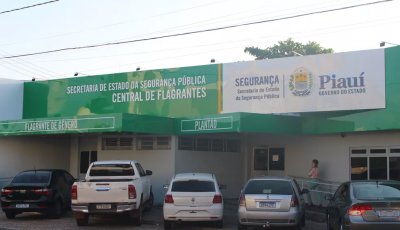 SECRETARIA DE ESTADO DA SEGURANÇA PÚBLICA
CENTRAL DE FLAGRANTES
SEGURANÇA
Secretaria de Estado
da Segurança Pública
Piauí
GOVERNO DO ESTADO
FLAGRANTE DE GÊNERO
PLANTÃO